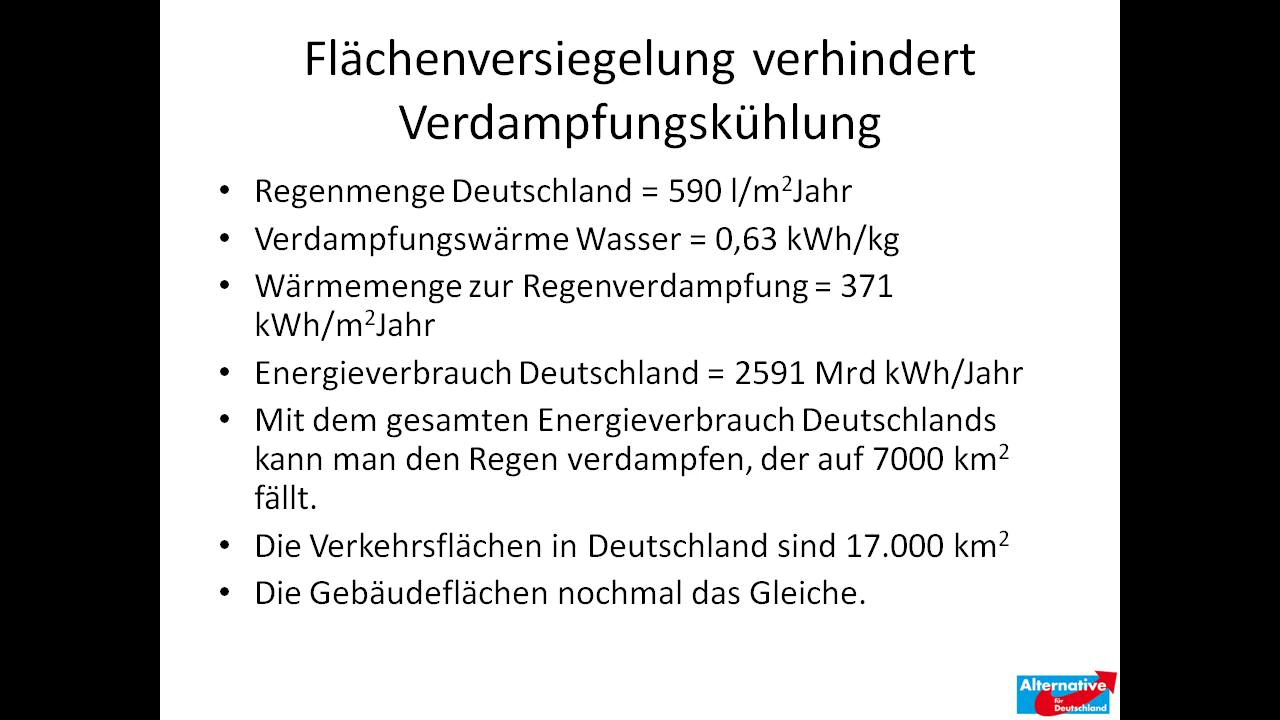 Flächenversiegelung verhindert
Verdampfungskühlung
• Regenmenge Deutschland = 590 l/m²Jahr
• Verdampfungswärme Wasser = 0,63 kWh/kg
• Wärmemenge zur Regenverdampfung = 371
kWh/m²Jahr
• Energieverbrauch Deutschland = 2591 Mrd kWh/Jahr
• Mit dem gesamten Energieverbrauch Deutschlands
kann man den Regen verdampfen, der auf 7000 km²
fällt.
• Die Verkehrsflächen in Deutschland sind 17.000 km²
• Die Gebäudeflächen nochmal das Gleiche.
Alternative
für
Deutschland